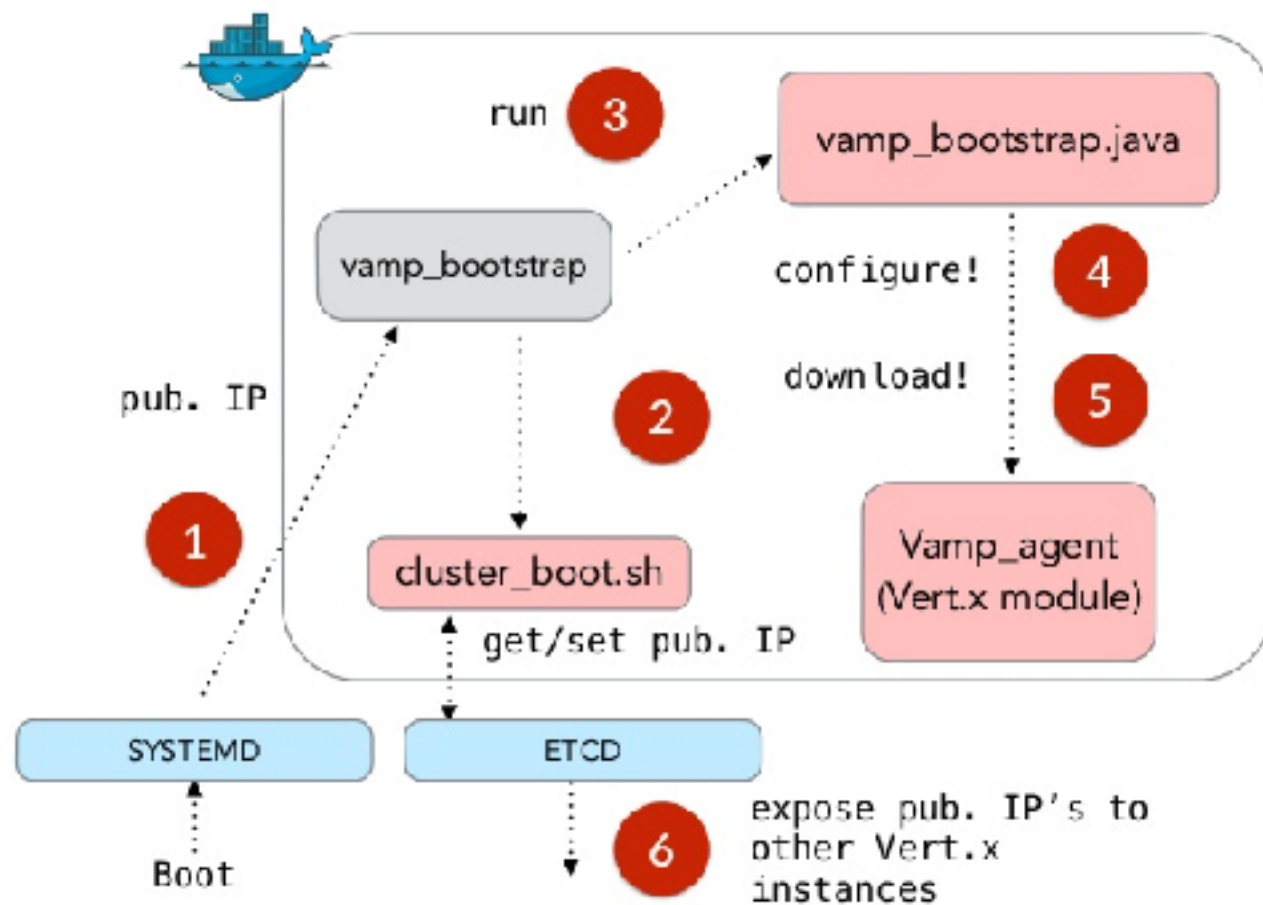 run
3
vamp_bootstrap.java
vamp_bootstrap
configure!
4
download!
5
pub. IP
2
1
cluster_boot.sh
Vamp_agent
(Vert.x module)
get/set pub. IP
SYSTEMD
ETCD
Boot
6
expose pub. IP's to
other Vert.x
instances